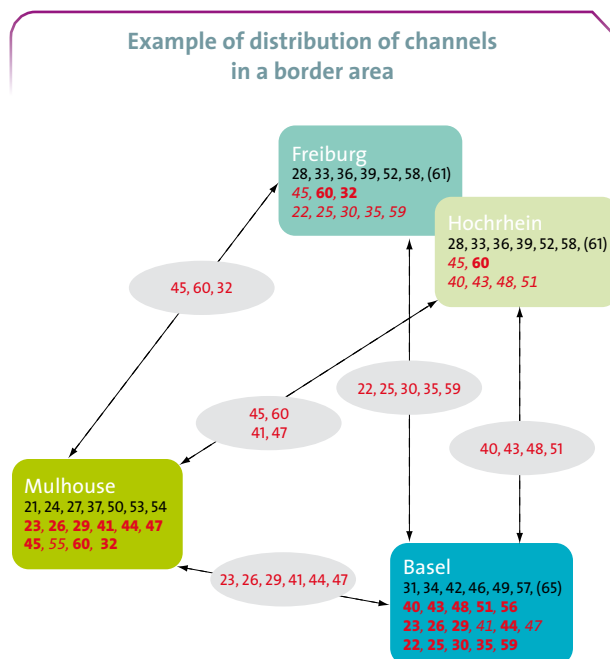 Example of distribution of channels
in a border area
Freiburg
28, 33, 36, 39, 52, 58, (61)
45, 60, 32
22, 25, 30, 35, 59
Hochrhein
28, 33, 36, 39, 52, 58, (61)
45, 60
40, 43, 48, 51
45, 60, 32
22, 25, 30, 35, 59
45, 60
41, 47
40, 43, 48, 51
Mulhouse
21, 24, 27, 37, 50, 53, 54
23, 26, 29, 41, 44, 47
45, 55, 60, 32
23, 26, 29, 41, 44, 47
Basel
31, 34, 42, 46, 49, 57, (65)
40, 43, 48, 51, 56
23, 26, 29, 41, 44, 47
22, 25, 30, 35, 59